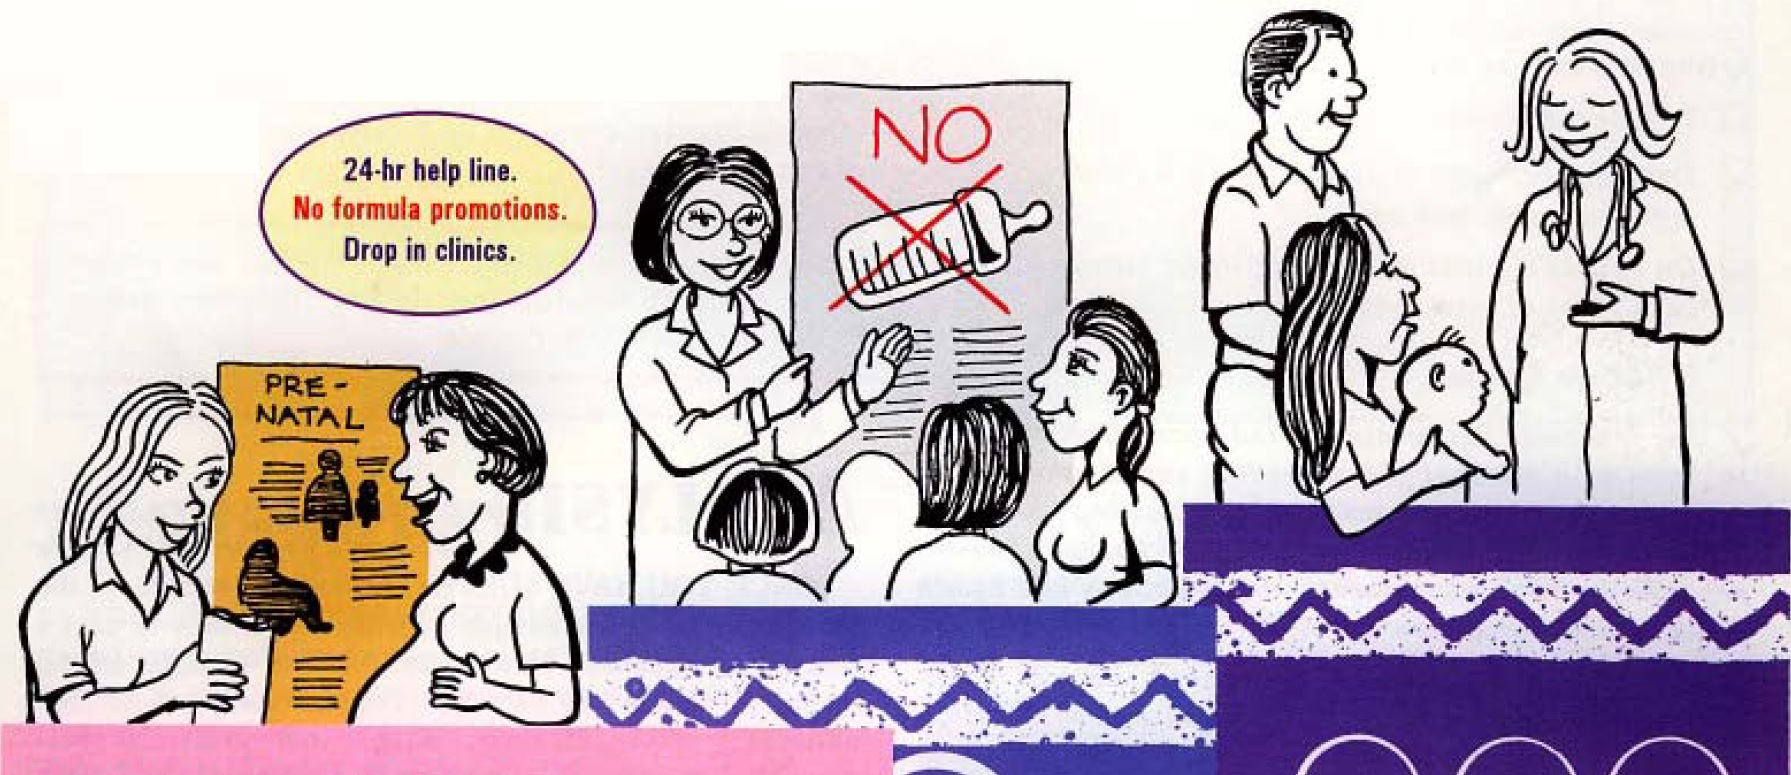 24-hr help line.
No formula promotions.
Drop in clinics.
NO
PRE-
NATAL